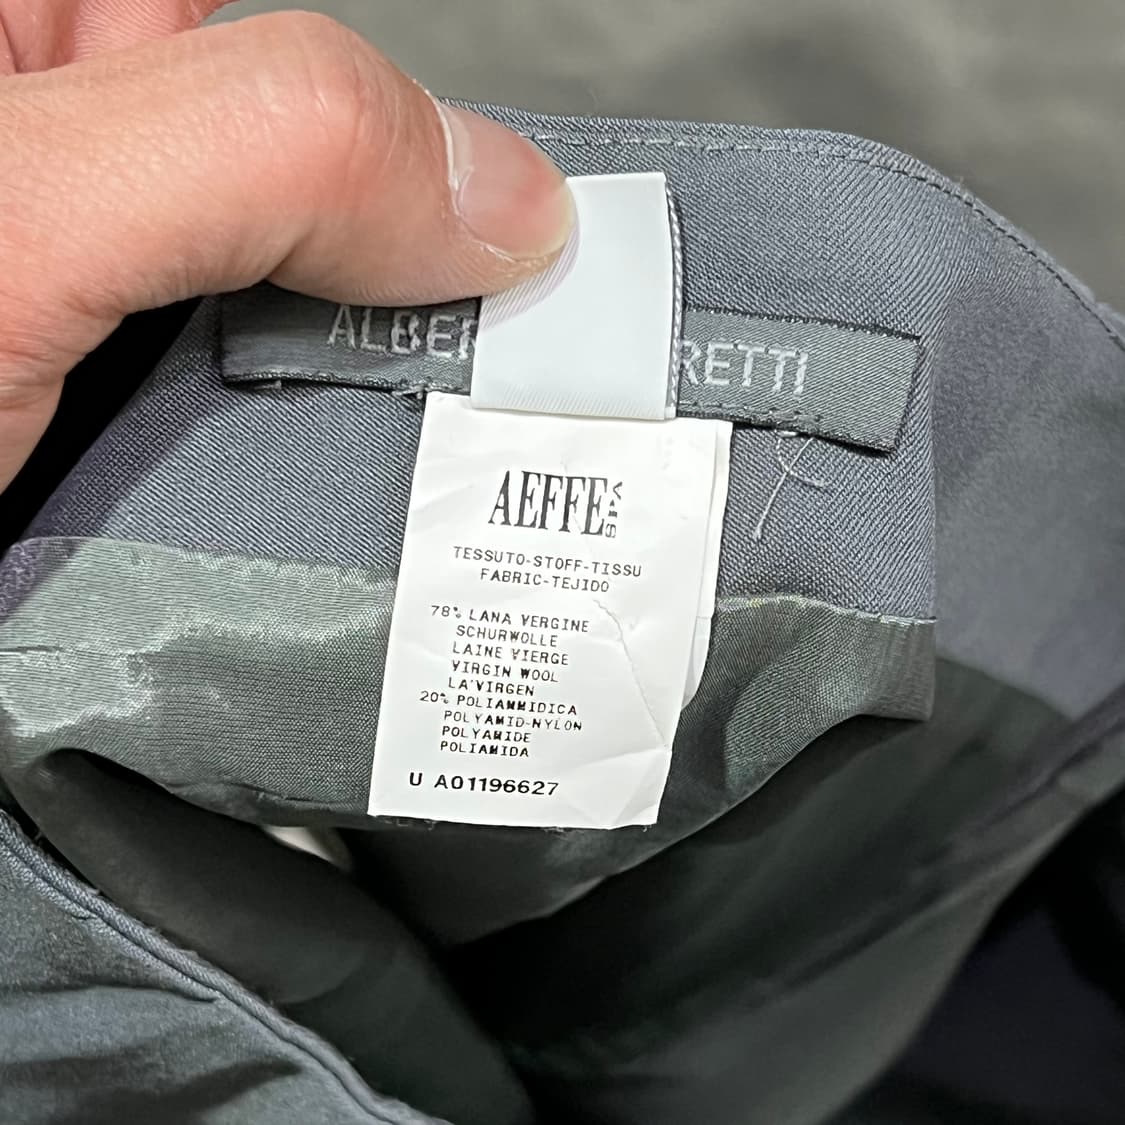 ALBE RETTI
AEFFE SPA
TESSUTO-STOFF-TISSU
FABRIC-TEJIDO
78% LANA VERGINE
SCHURWOLLE
LAINE VIERGE
VIRGIN WOOL
LA'VIRGEN
20% POLIAMMIDICA
POLYAMID-NYLON
POLYAMIDE
POLIAMIDA
U A01196627